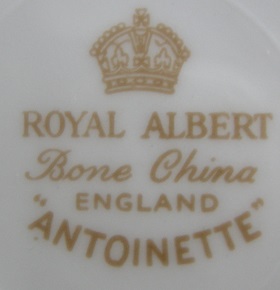 ROYAL ALBERT
Bone China
ENGLAND
"ANTOINETTE"